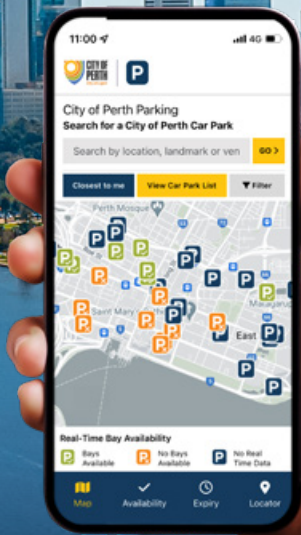 11:00
4G
CITY OF
PERTH
P
City of Perth Parking
Search for a City of Perth Car Park
Search by location, landmark or ven
GO >
Closest to me
View Car Park List
Filter
Perth Mosque
Saint Mary
East
Real-Time Bay Availability
P Bays
Available
P No Bays
Available
P No Real
Time Data
Map
Availability
Expiry
Locator